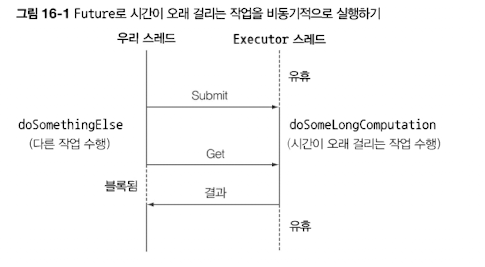 그림 16-1 Future로 시간이 오래 걸리는 작업을 비동기적으로 실행하기
우리 스레드
Executor 스레드
유휴
Submit
doSomethingElse
(다른 작업 수행)
doSomeLongComputation
(시간이 오래 걸리는 작업 수행)
Get
블록됨
결과
유휴